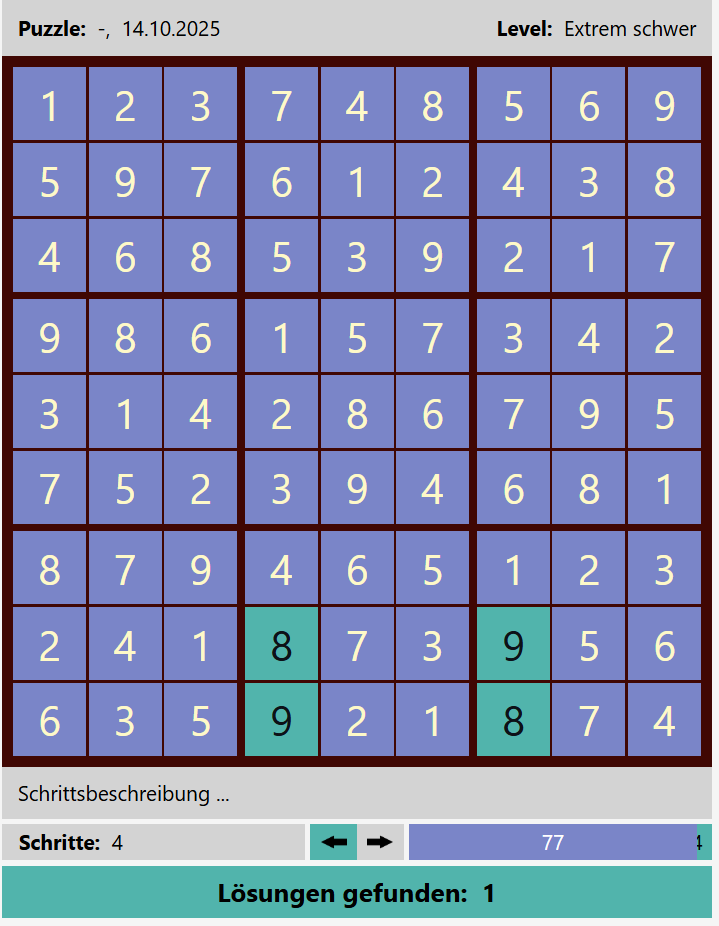 Puzzle: -, 14.10.2025 Level: Extrem schwer
1 2 3 7 4 8 5 6 9
5 9 7 6 1 2 4 3 8
4 6 8 5 3 9 2 1 7
9 8 6 1 5 7 3 4 2
3 1 4 2 8 6 7 9 5
7 5 2 3 9 4 6 8 1
8 7 9 4 6 5 1 2 3
2 4 1 8 7 3 9 5 6
6 3 5 9 2 1 8 7 4
Schrittsbeschreibung ...
Schritte: 4 77 4
Lösungen gefunden: 1